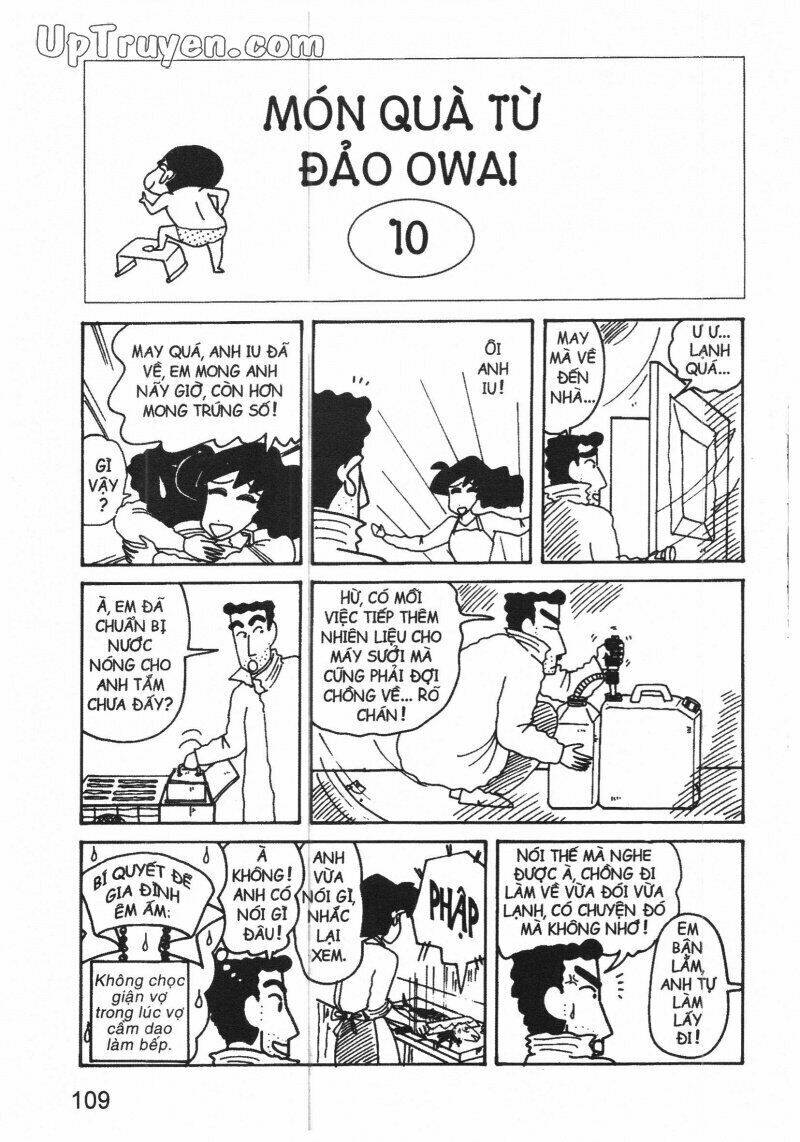 UpTruyen.com
MÓN QUÀ TỪ
ĐẢO OWAI
10
Ư Ư...
LẠNH
QUÁ...
MAY
MÀ VỀ
ĐẾN
NHÀ...
ÔI
ANH
IU!
MAY QUÁ, ANH IU ĐÃ
VỀ, EM MONG ANH
NÃY GIỜ, CÒN HƠN
MONG TRÚNG SỐ!
GÌ
VẬY
?
HỪ, CÓ MỖI
VIỆC TIẾP THÊM
NHIÊN LIỆU CHO
MÁY SƯỞI MÀ
CŨNG PHẢI ĐỢI
CHỒNG VỀ... RÕ
CHÁN!
À, EM ĐÃ
CHUẨN BỊ
NƯỚC
NÓNG CHO
ANH TẮM
CHƯA ĐẤY?
EM
BẬN
LẮM,
ANH TỰ
LÀM
LẤY
ĐI!
NÓI THẾ MÀ NGHE
ĐƯỢC À, CHỒNG ĐI
LÀM VỀ VỪA ĐÓI VỪA
LẠNH, CÓ CHUYỆN ĐÓ
MÀ KHÔNG NHỚ!
PHẬP
ANH
VỪA
NÓI GÌ,
NHẮC
LẠI
XEM.
À
KHÔNG!
ANH CÓ
NÓI GÌ
ĐÂU!
BÍ QUYẾT ĐỂ
GIA ĐÌNH
ÊM ẤM:
Không chọc
giận vợ
trong lúc vợ
cầm dao
làm bếp.
109